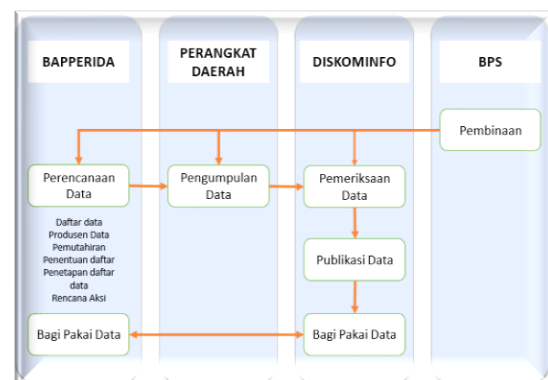 BAPPERIDA
PERANGKAT
DAERAH
DISKOMINFO
BPS
Pembinaan
Perencanaan
Data
Pengumpulan
Data
Pemeriksaan
Data
Daftar data
Produsen Data
Pemutahiran
Penentuan daftar
Penetapan daftar
data
Rencana Aksi
Publikasi Data
Bagi Pakai Data
Bagi Pakai Data